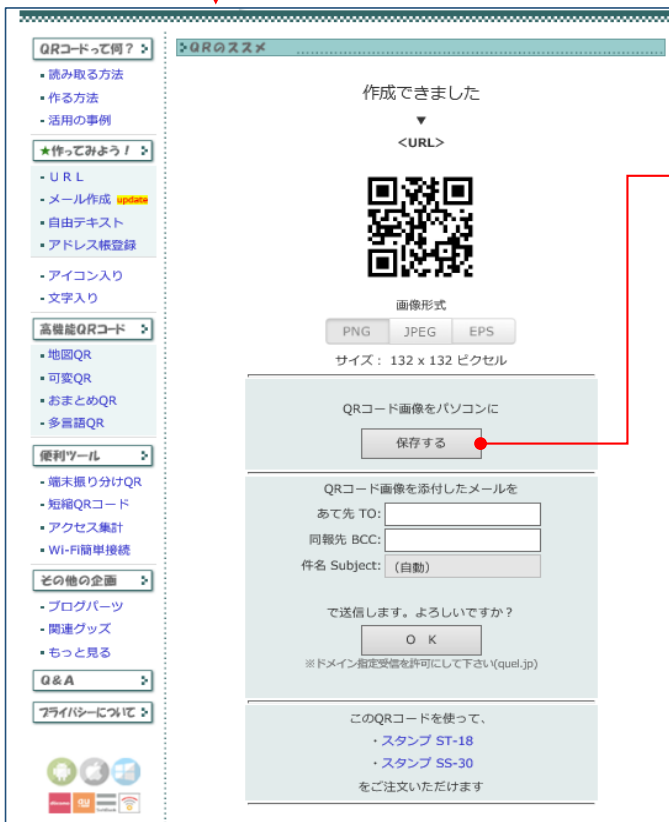 QRコードって何?
読み取る方法
作る方法
活用の事例
★作ってみよう!
URL
メール作成 update
自由テキスト
アドレス帳登録
アイコン入り
文字入り
高機能QRコード
地図QR
可変QR
おまとめQR
多言語QR
便利ツール
端末振り分けQR
短縮QRコード
アクセス集計
Wi-Fi簡単接続
その他の企画
ブログパーツ
関連グッズ
もっと見る
Q&A
プライバシーについて
QRのススメ
作成できました
▼
<URL>
画像形式
PNG JPEG EPS
サイズ: 132 x 132 ピクセル
QRコード画像をパソコンに
保存する
QRコード画像を添付したメールを
あて先 TO:
同報先 BCC:
件名 Subject: (自動)
で送信します。よろしいですか?
O K
※ドメイン指定受信を許可にして下さい(quel.jp)
このQRコードを使って、
・スタンプ ST-18
・スタンプ SS-30
をご注文いただけます